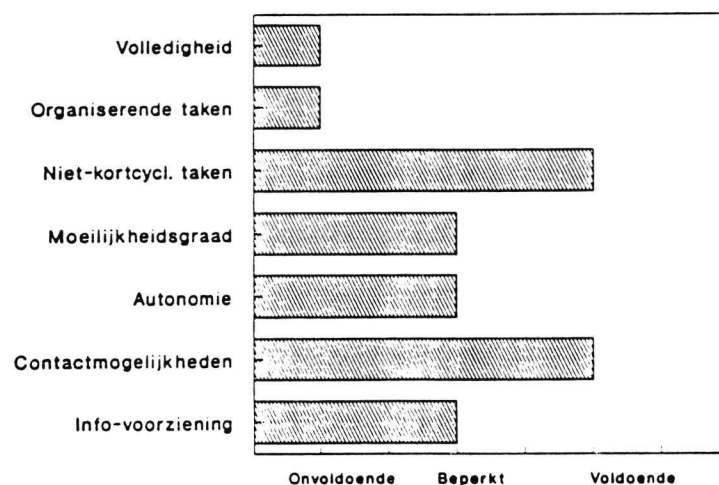 Volledigheid
Organiserende taken
Niet-kortcycl. taken
Moeilijkheidsgraad
Autonomie
Contactmogelijkheden
Info-voorziening
Onvoldoende Beperkt Voldoende